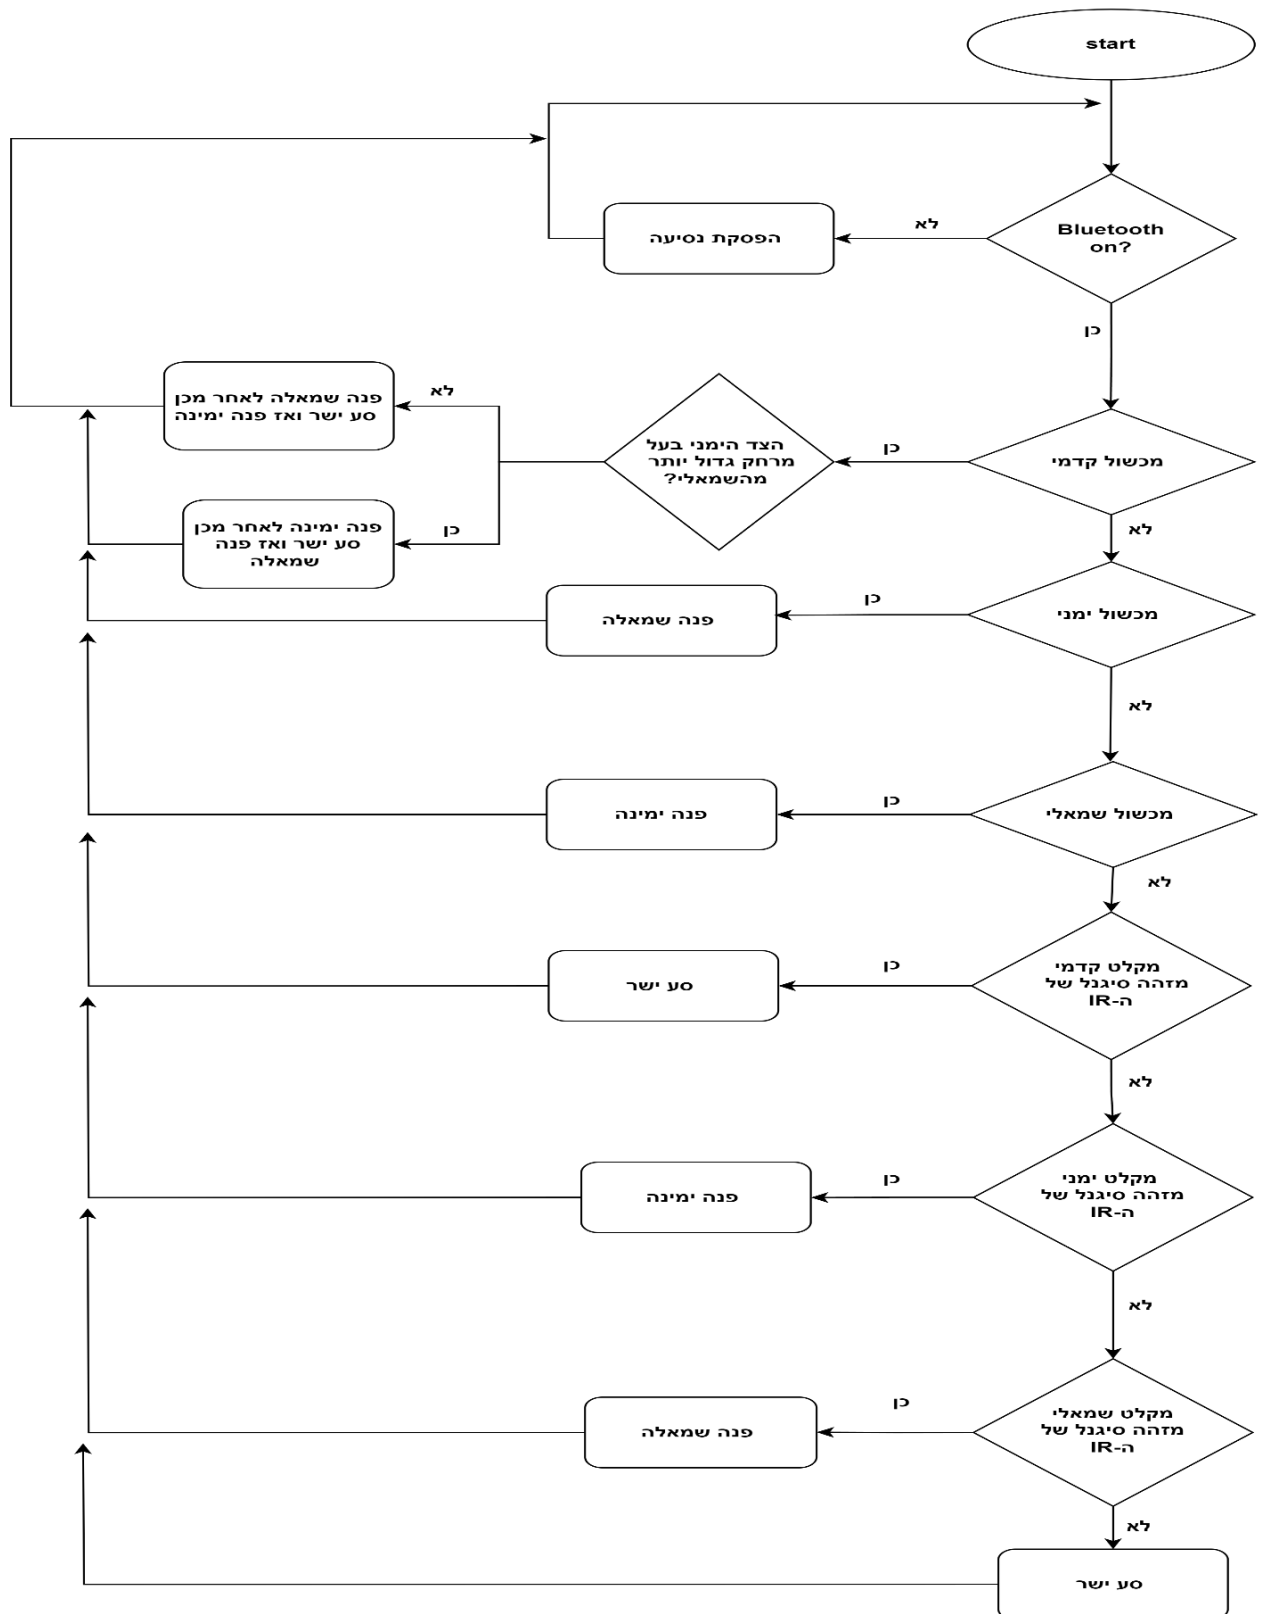 start
Bluetooth
on?
לא
הפסקת נסיעה
כן
מכשול קדמי
כן
הצד הימני בעל
מרחק גדול יותר
מהשמאלי?
לא
פנה שמאלה לאחר מכן
סע ישר ואז פנה ימינה
כן
פנה ימינה לאחר מכן
סע ישר ואז פנה
שמאלה
לא
מכשול ימני
כן
פנה שמאלה
לא
מכשול שמאלי
כן
פנה ימינה
לא
מקלט קדמי
מזהה סיגנל של
ה-IR
כן
סע ישר
לא
מקלט ימני
מזהה סיגנל של
ה-IR
כן
פנה ימינה
לא
מקלט שמאלי
מזהה סיגנל של
ה-IR
כן
פנה שמאלה
לא
סע ישר